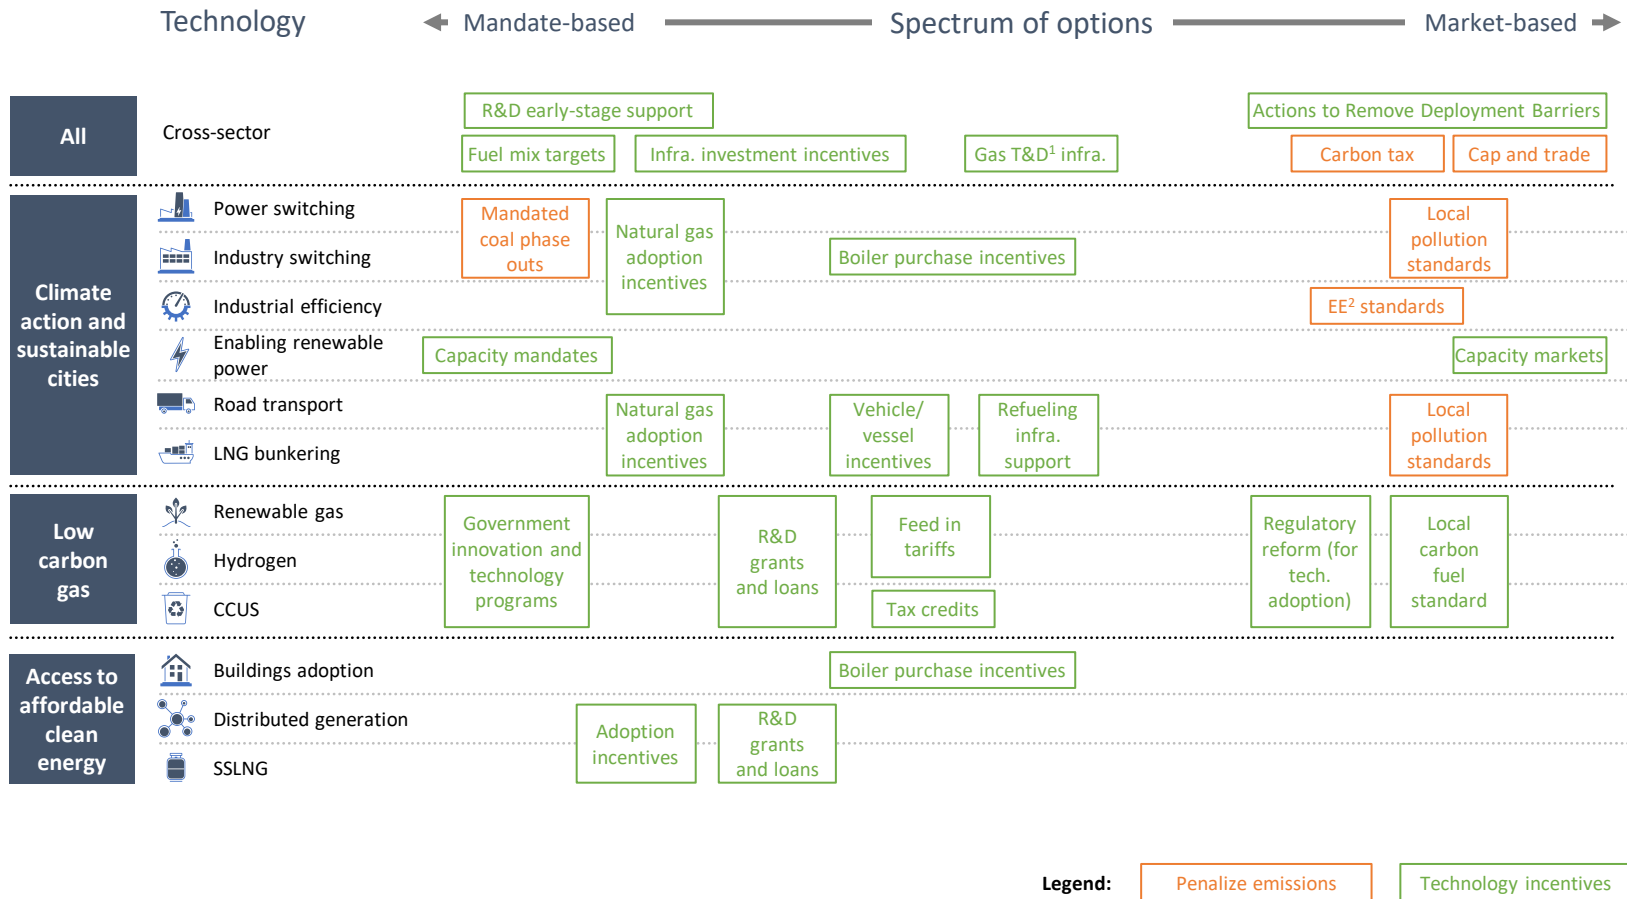 Technology
Mandate-based
Spectrum of options
Market-based
All
Cross-sector
R&D early-stage support
Actions to Remove Deployment Barriers
Fuel mix targets
Infra. investment incentives
Gas T&D¹ infra.
Carbon tax
Cap and trade
Climate
action and
sustainable
cities
Power switching
Industry switching
Industrial efficiency
Enabling renewable
power
Road transport
LNG bunkering
Mandated
coal phase
outs
Natural gas
adoption
incentives
Boiler purchase incentives
Local
pollution
standards
EE² standards
Capacity mandates
Capacity markets
Natural gas
adoption
incentives
Vehicle/
vessel
incentives
Refueling
infra.
support
Local
pollution
standards
Low
carbon
gas
Renewable gas
Hydrogen
CCUS
Government
innovation and
technology
programs
R&D
grants
and loans
Feed in
tariffs
Tax credits
Regulatory
reform (for
tech.
adoption)
Local
carbon
fuel
standard
Access to
affordable
clean
energy
Buildings adoption
Distributed generation
SSLNG
Boiler purchase incentives
Adoption
incentives
R&D
grants
and loans
Legend:
Penalize emissions
Technology incentives